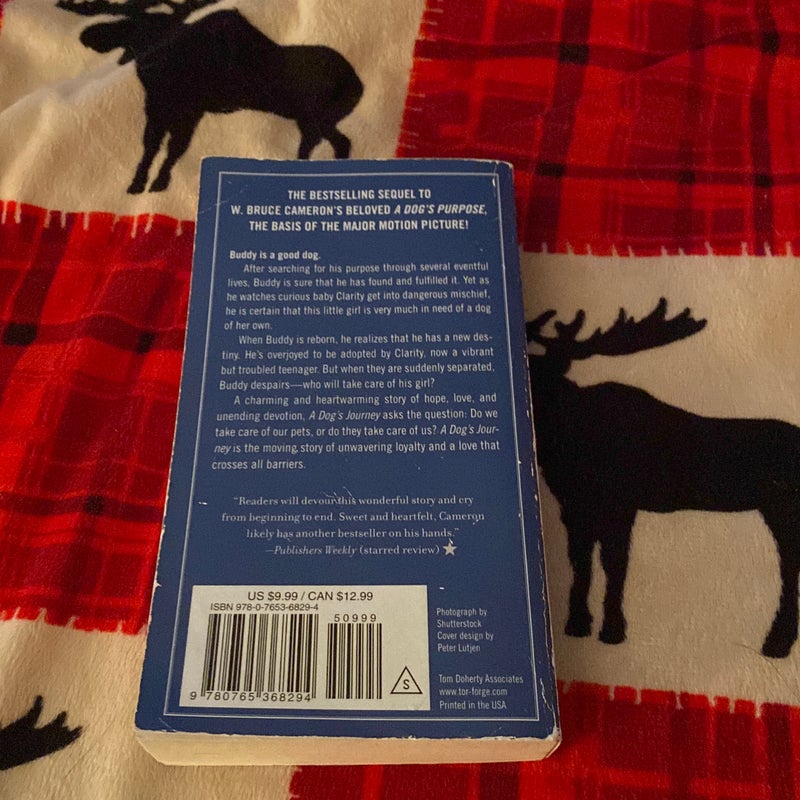 THE BESTSELLING SEQUEL TO
W. BRUCE CAMERON'S BELOVED A DOG'S PURPOSE,
THE BASIS OF THE MAJOR MOTION PICTURE!
Buddy is a good dog.
After searching for his purpose through several eventful
lives, Buddy is sure that he has found and fulfilled it. Yet as
he watches curious baby Clarity get into dangerous mischief,
he is certain that this little girl is very much in need of a dog
of her own.
When Buddy is reborn, he realizes that he has a new des-
tiny. He's overjoyed to be adopted by Clarity, now a vibrant
but troubled teenager. But when they are suddenly separated,
Buddy despairs—who will take care of his girl?
A charming and heartwarming story of hope, love, and
unending devotion, A Dog's Journey asks the question: Do we
take care of our pets, or do they take care of us? A Dog's Jour-
ney is the moving story of unwavering loyalty and a love that
crosses all barriers.
"Readers will devour this wonderful story and cry
from beginning to end. Sweet and heartfelt, Cameron
likely has another bestseller on his hands."
—Publishers Weekly (starred review) ★
US $9.99 / CAN $12.99
ISBN 978-0-7653-6829-4
50999
9 780765 368294
S
Photograph by
Shutterstock
Cover design by
Peter Lutjen
Tom Doherty Associates
www.tor-forge.com
Printed in the USA